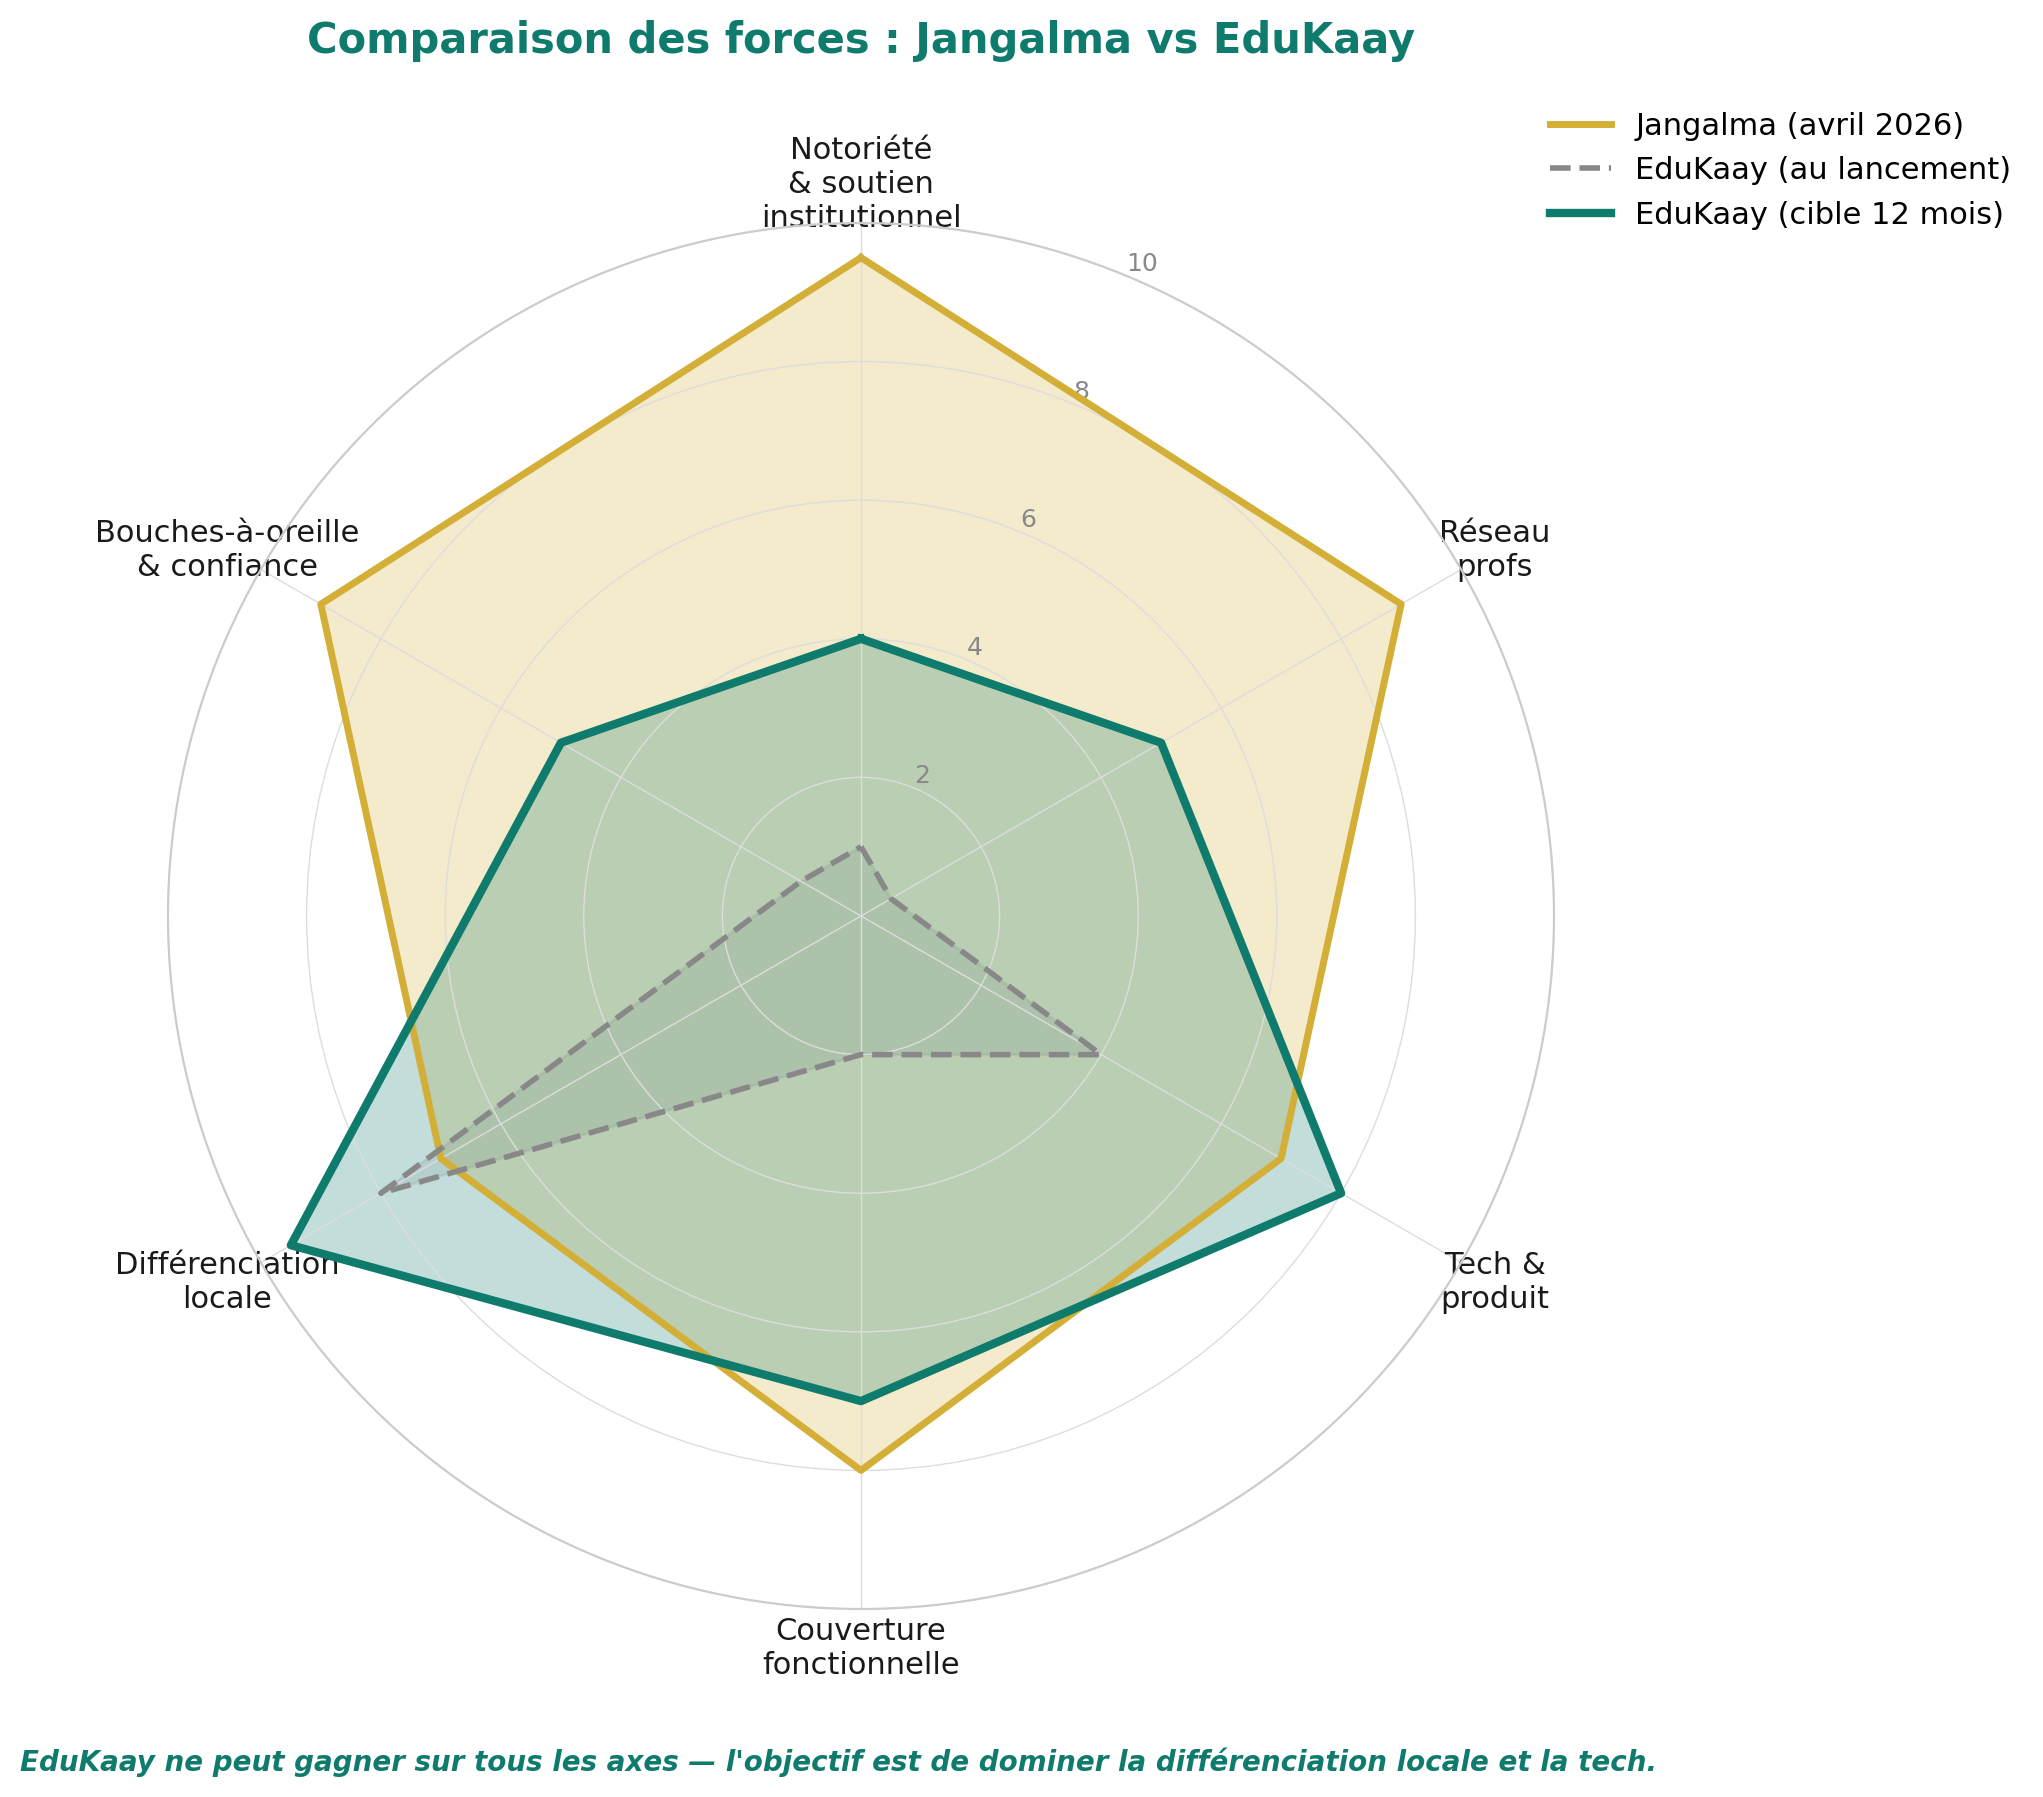 Comparaison des forces : Jangalma vs EduKaay
Jangalma (avril 2026)
EduKaay (au lancement)
EduKaay (cible 12 mois)
Notoriété
& soutien
institutionnel
10
8
6
4
2
Bouches-à-oreille
& confiance
Réseau
profs
Différenciation
locale
Tech &
produit
Couverture
fonctionnelle
EduKaay ne peut gagner sur tous les axes — l'objectif est de dominer la différenciation locale et la tech.